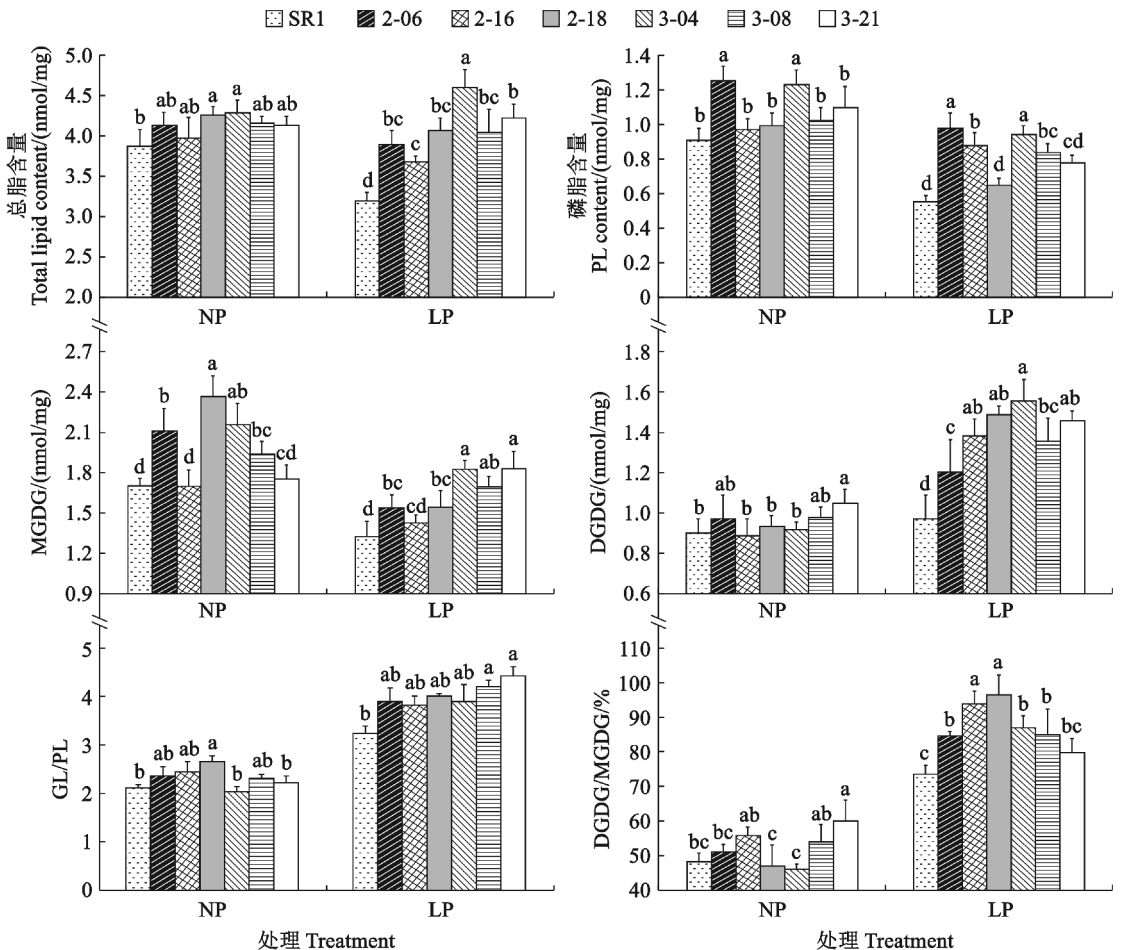 SR1 2-06 2-16 2-18 3-04 3-08 3-21
总脂含量
Total lipid content/(nmol/mg)
5.0
4.5
4.0
3.5
3.0
2.5
2.0
b ab ab a a ab ab
d bc c bc a bc b
NP LP
磷脂含量
PL content/(nmol/mg)
1.4
1.2
1.0
0.8
0.6
0.4
0.2
0
b a b b a b b
d a b d a bc cd
NP LP
MGDG/(nmol/mg)
2.7
2.4
2.1
1.8
1.5
1.2
0.9
d b d a ab bc cd
d bc cd bc a ab a
NP LP
DGDG/(nmol/mg)
1.8
1.6
1.4
1.2
1.0
0.8
0.6
b ab b b b ab a
d c ab ab a bc ab
NP LP
GL/PL
5
4
3
2
1
0
b ab ab a b ab b
b ab ab ab ab a a
NP LP
处理 Treatment
DGDG/MGDG/%
110
100
90
80
70
60
50
40
bc bc ab c c ab a
c b a a b b bc
NP LP
处理 Treatment